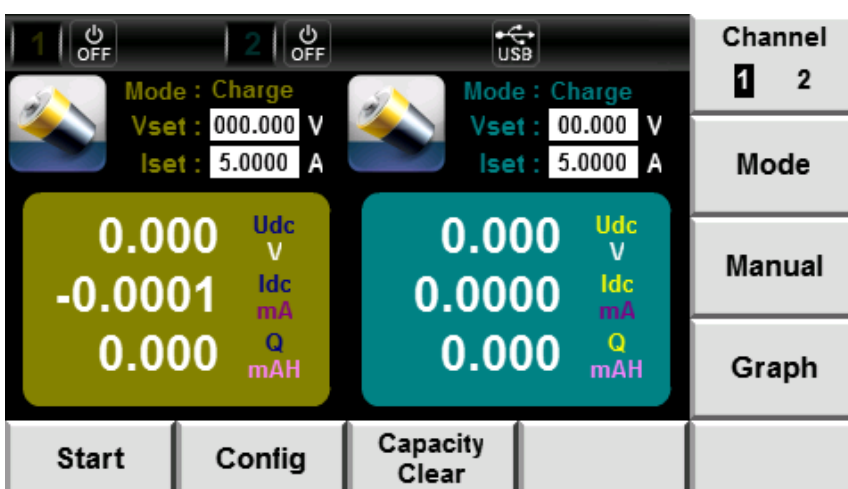 1 OFF 2 OFF USB
Channel
1 2
Mode : Charge
Vset : 000.000 V
Iset : 5.0000 A
Mode : Charge
Vset : 00.000 V
Iset : 5.0000 A
0.000 Udc V
-0.0001 Idc mA
0.000 Q mAH
0.000 Udc V
0.0000 Idc mA
0.000 Q mAH
Mode
Manual
Graph
Start
Config
Capacity
Clear